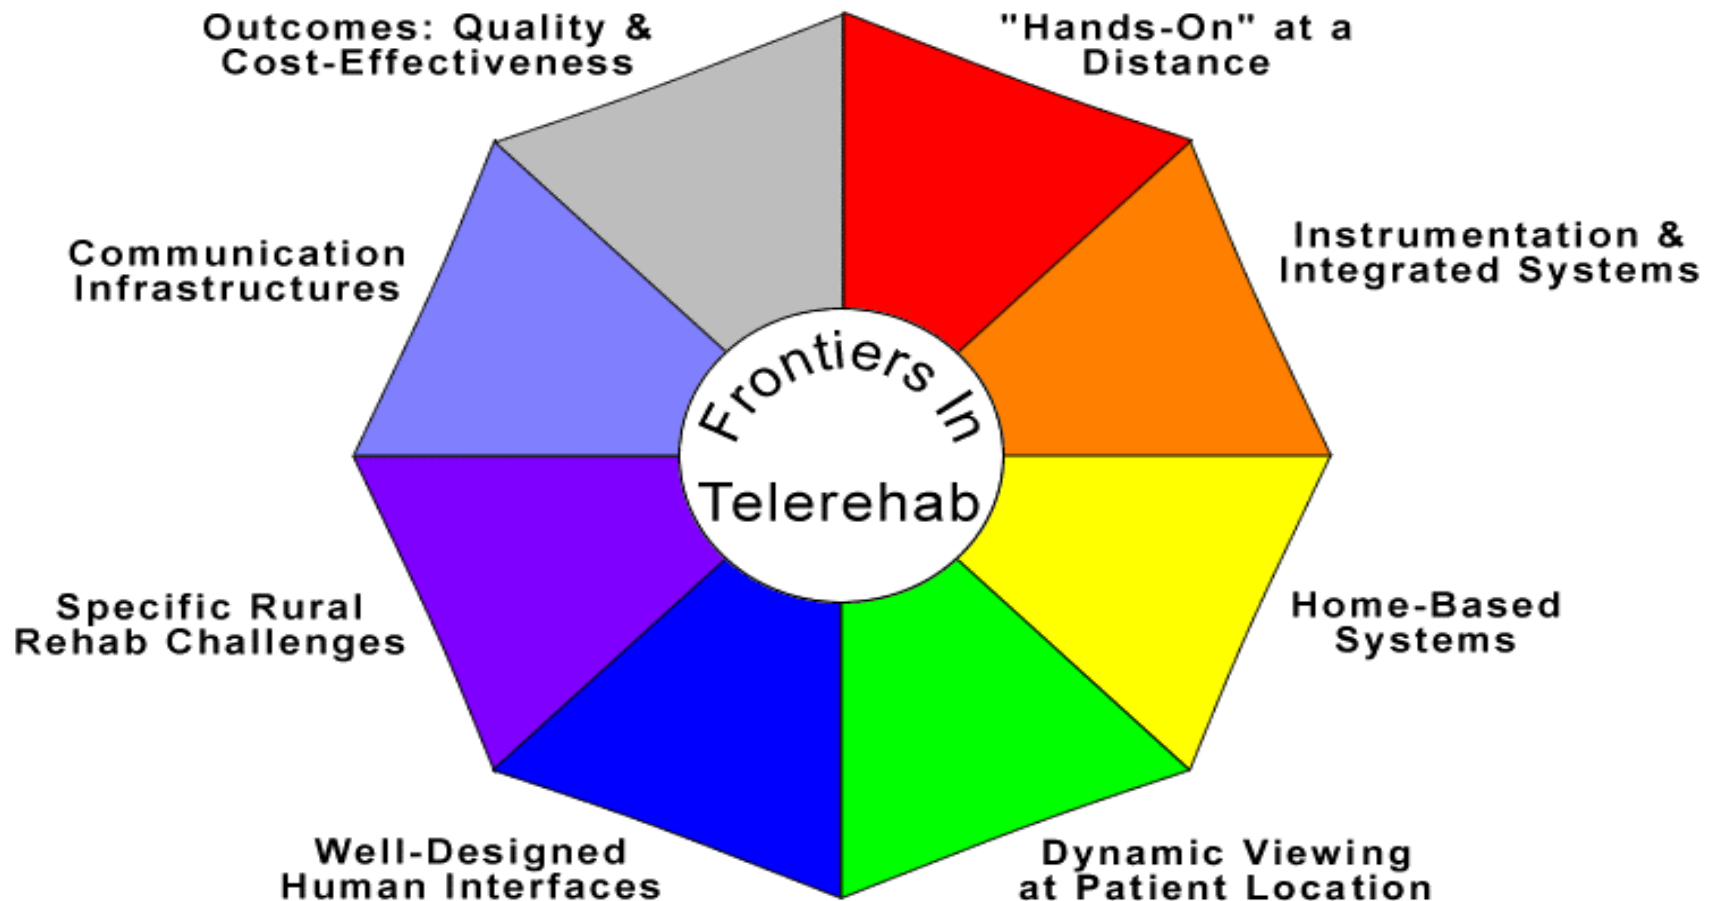 Outcomes: Quality &
Cost-Effectiveness
"Hands-On" at a
Distance
Communication
Infrastructures
Instrumentation &
Integrated Systems
Frontiers In
Telerehab
Specific Rural
Rehab Challenges
Home-Based
Systems
Well-Designed
Human Interfaces
Dynamic Viewing
at Patient Location